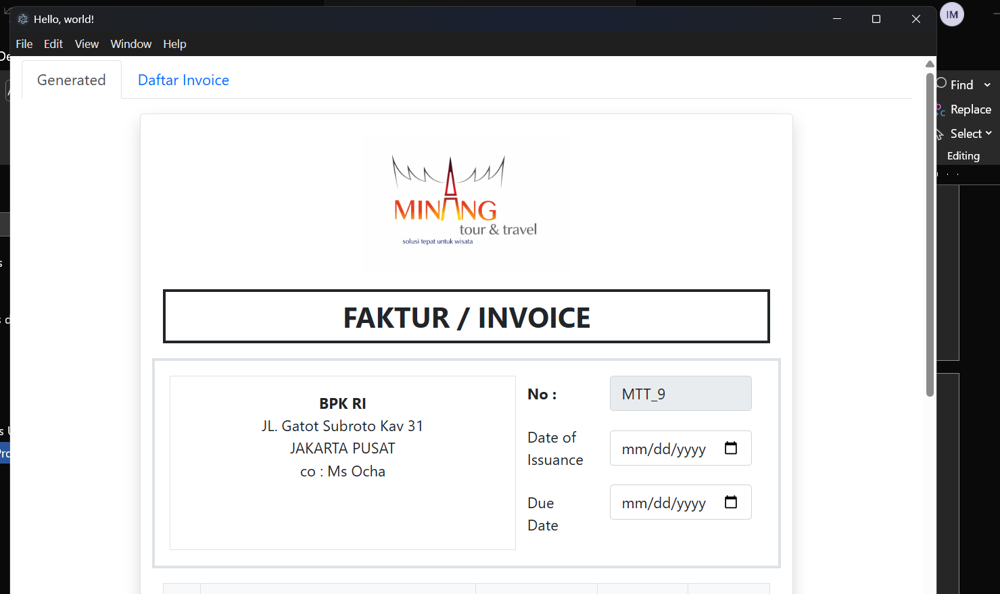 Hello, world!
IM
File Edit View Window Help
Generated Daftar Invoice
Find
Replace
Select
Editing
MINANG
tour & travel
solusi tepat untuk wisata
FAKTUR / INVOICE
BPK RI
JL. Gatot Subroto Kav 31
JAKARTA PUSAT
co : Ms Ocha
No :
MTT_9
Date of
Issuance
mm/dd/yyyy
Due
Date
mm/dd/yyyy